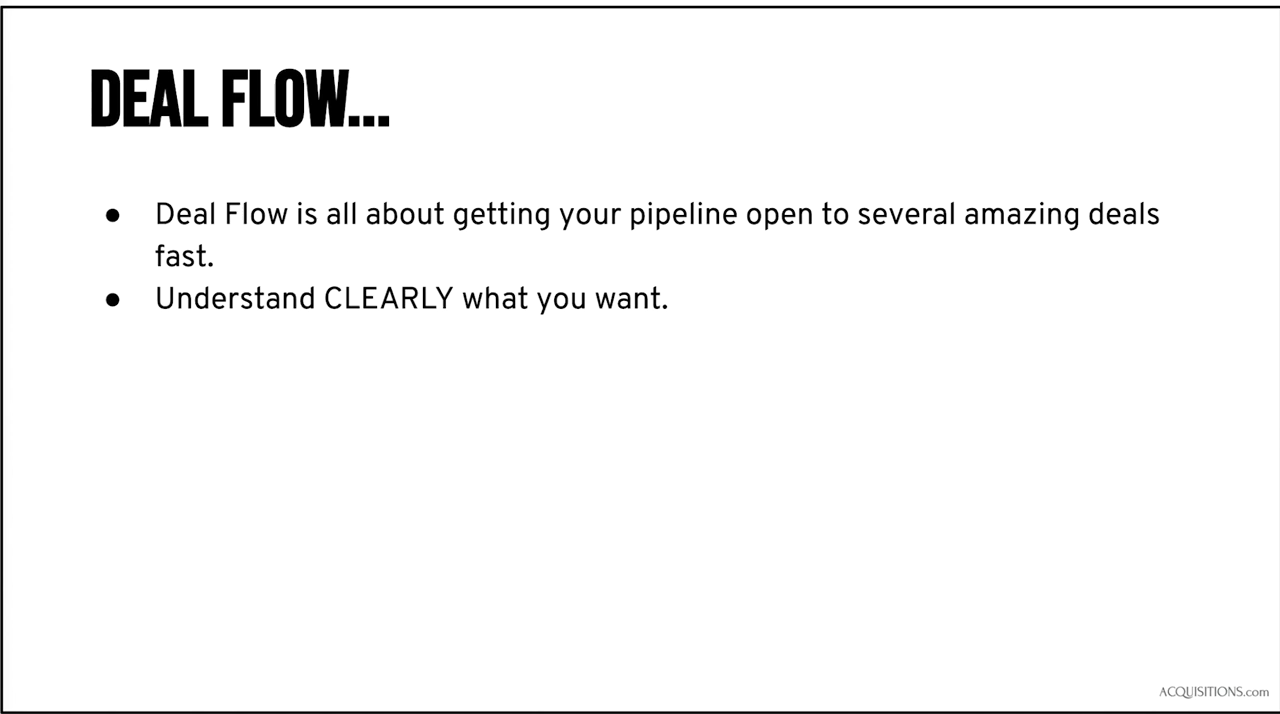 DEAL FLOW...
● Deal Flow is all about getting your pipeline open to several amazing deals
fast.
● Understand CLEARLY what you want.
ACQUISITIONS.com